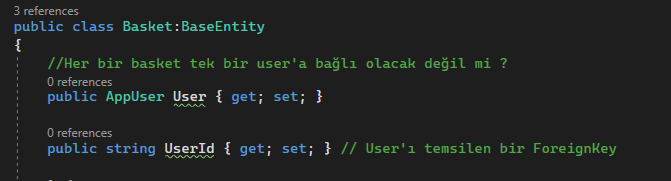 3 references
public class Basket:BaseEntity
{
//Her bir basket tek bir user'a bağlı olacak değil mi ?
0 references
public AppUser User { get; set; }
0 references
public string UserId { get; set; } // User'ı temsilen bir ForeignKey